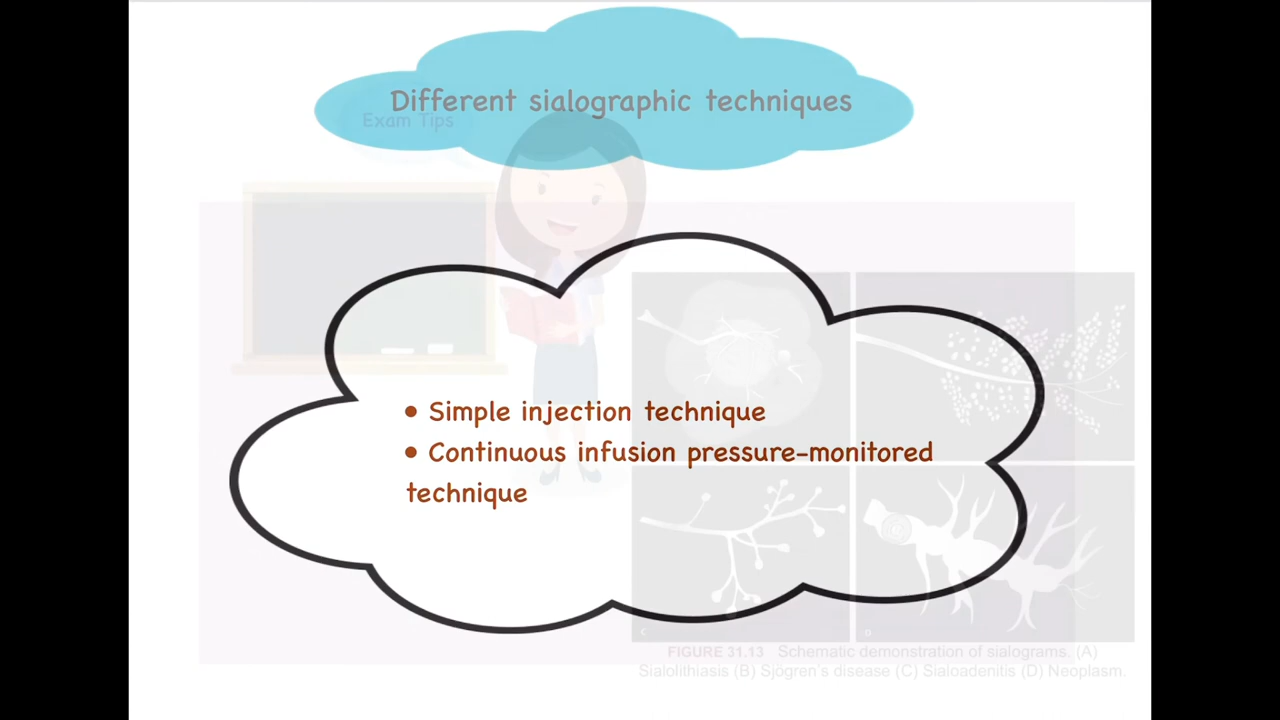 Different sialographic techniques
Exam Tips
• Simple injection technique
• Continuous infusion pressure-monitored
technique
C
D
FIGURE 31.13 Schematic demonstration of sialograms. (A)
Sialolithiasis (B) Sjögren's disease (C) Sialoadenitis (D) Neoplasm.